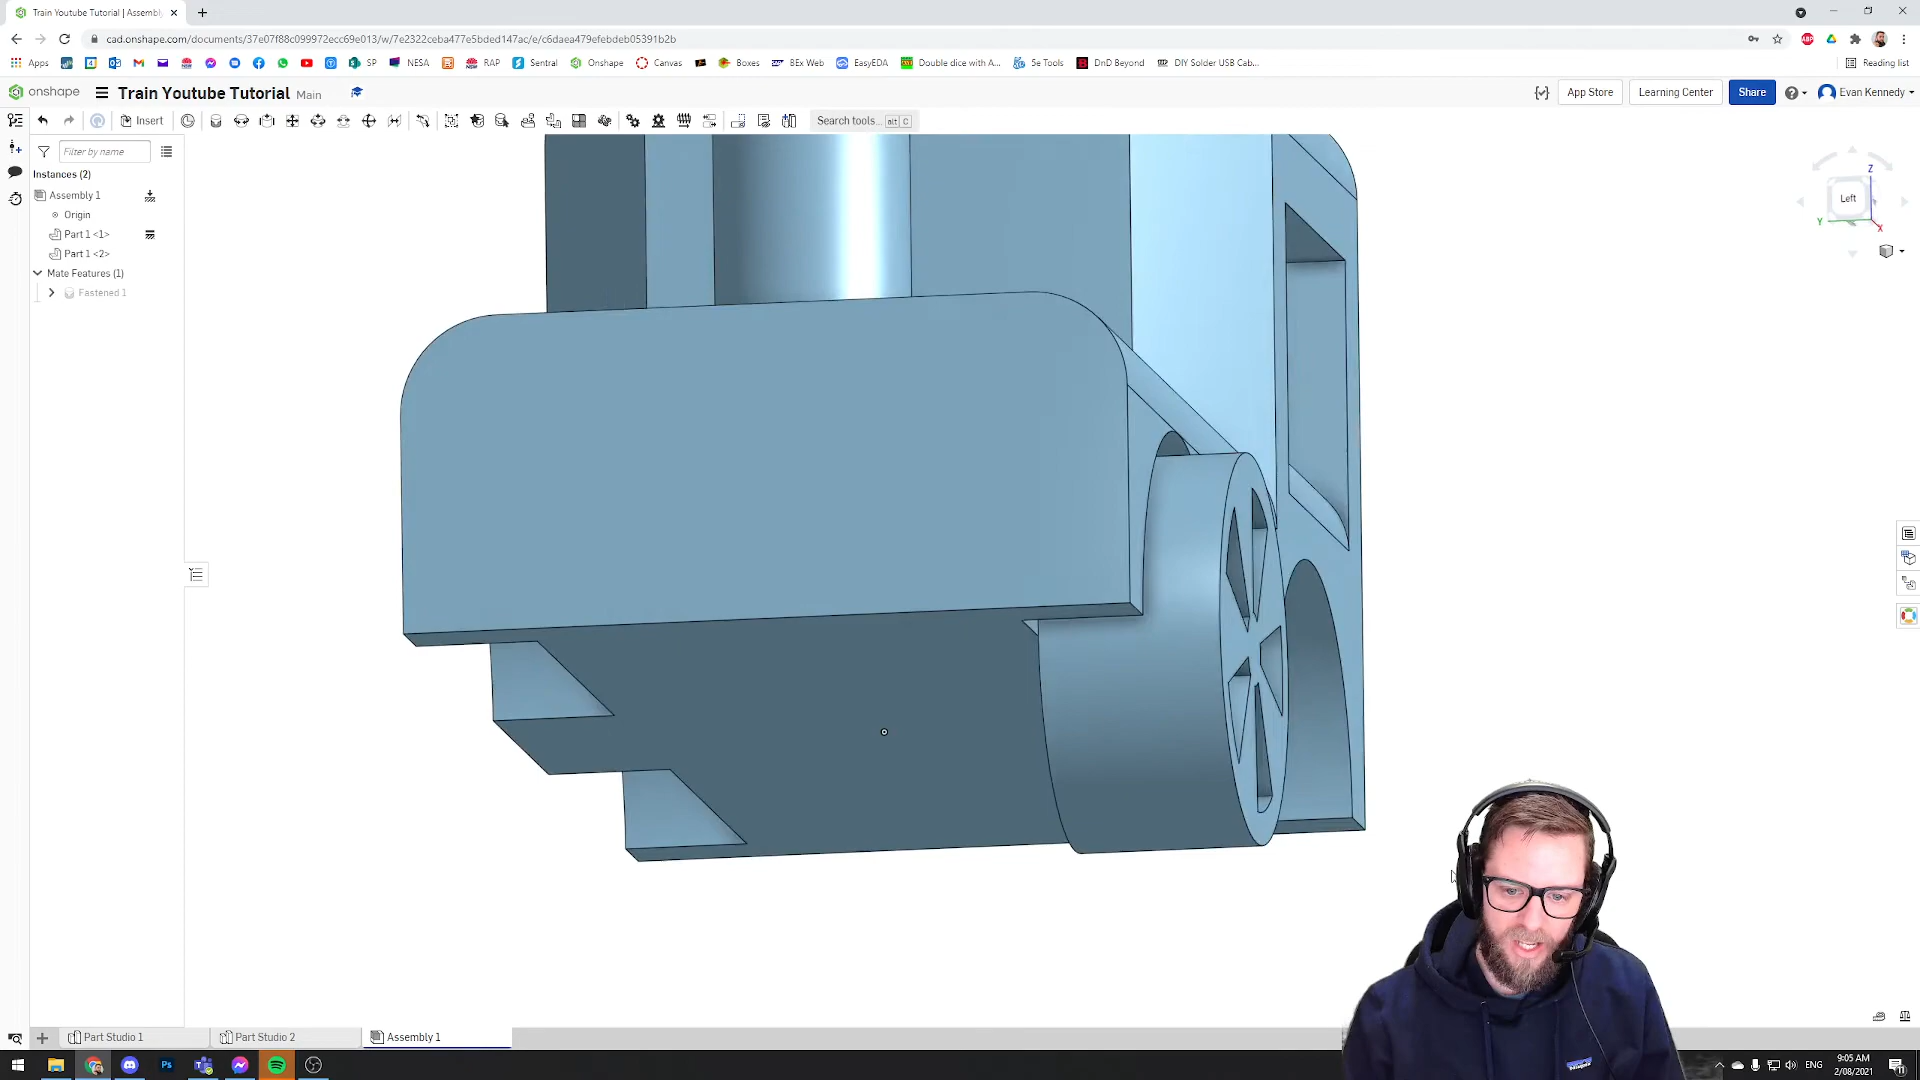 Train Youtube Tutorial | Assembly
cad.onshape.com/documents/37e07f88c099972ecc69e013/w/7e2322ceba477e5bded147ac/e/c6daea479efebdeb05391b2b
Apps SP NESA RAP Sentral Onshape Canvas Boxes BEx Web EasyEDA Double dice with A... 5e Tools DnD Beyond DIY Solder USB Cab... Reading list
onshape Train Youtube Tutorial Main App Store Learning Center Share Evan Kennedy
Insert Search tools... alt C
Filter by name
Instances (2)
Assembly 1
Origin
Part 1 <1>
Part 1 <2>
Mate Features (1)
Fastened 1
Z
Left
Y
X
Part Studio 1 Part Studio 2 Assembly 1
ENG
9:05 AM
2/08/2021